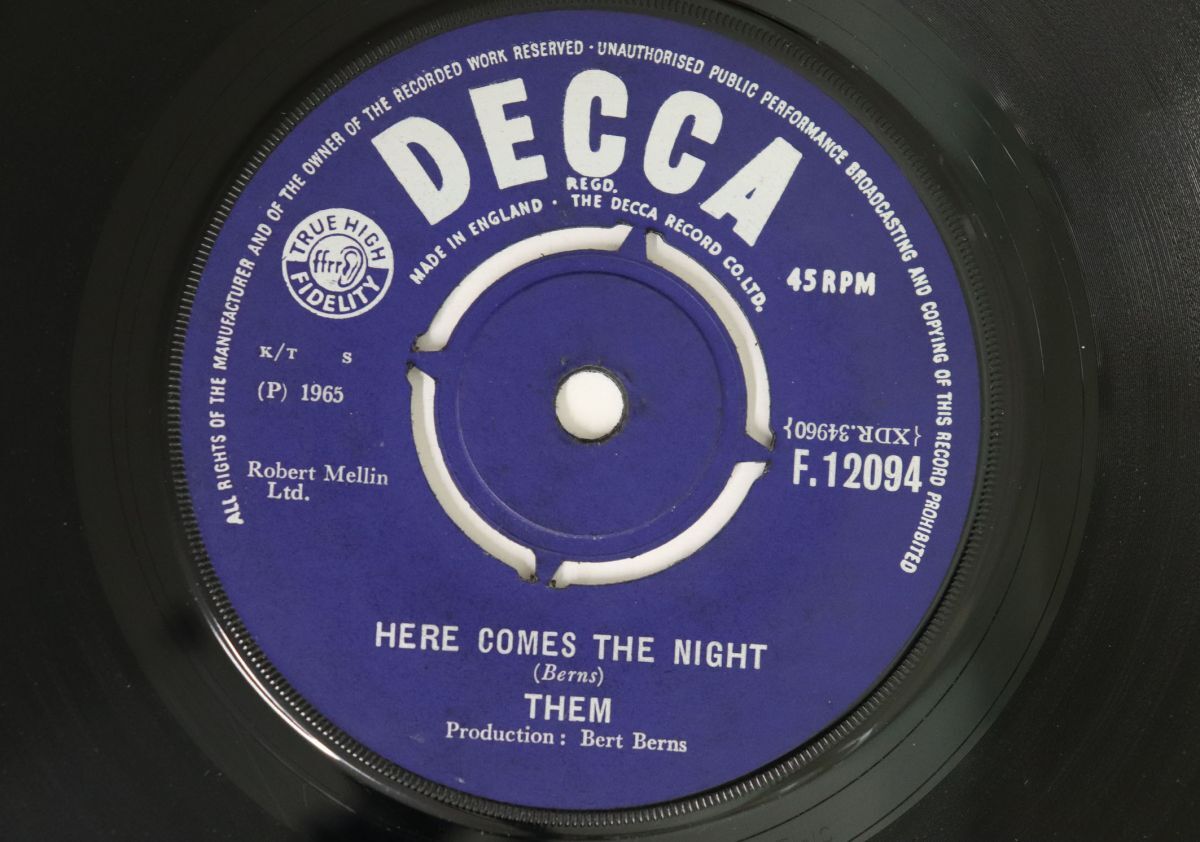 ALL RIGHTS OF THE MANUFACTURER AND OF THE OWNER OF THE RECORDED WORK RESERVED · UNAUTHORISED PUBLIC PERFORMANCE BROADCASTING AND COPYING OF THIS RECORD PROHIBITED
DECCA
REGD.
MADE IN ENGLAND · THE DECCA RECORD CO. LTD.
TRUE HIGH
ffrr
FIDELITY
45 RPM
K/T S
(P) 1965
{XDR.34960}
F.12094
Robert Mellin
Ltd.
HERE COMES THE NIGHT
(Berns)
THEM
Production: Bert Berns